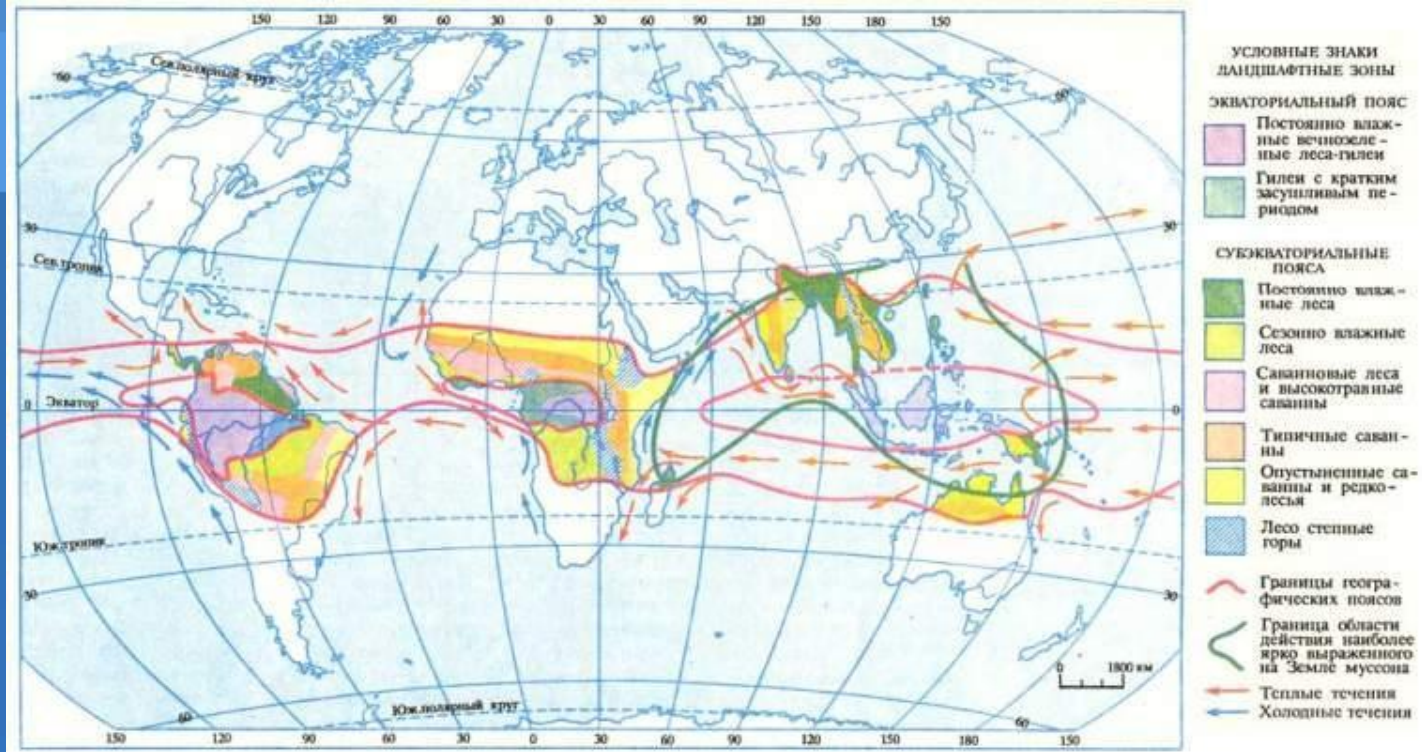 150 120 90 60 30 0 30 60 90 120 150 180 150
Сев.полярный круг
60
60
30
30
Сев.тропик
Экватор
0
0
Юж.тропик
30
30
0 1800 км
Юж.полярный круг
60
60
150 120 90 60 30 0 30 60 90 120 150 180 150
УСЛОВНЫЕ ЗНАКИ
ЛАНДШАФТНЫЕ ЗОНЫ
ЭКВАТОРИАЛЬНЫЙ ПОЯС
Постоянно влаж-
ные вечнозеле-
ные леса-гилеи
Гилеи с кратким
засушливым пе-
риодом
СУБЭКВАТОРИАЛЬНЫЕ
ПОЯСА
Постоянно влаж-
ные леса
Сезонно влажные
леса
Саванновые леса
и высокотравные
саванны
Типичные саван-
ны
Опустыненные са-
ванны и редко-
лесья
Лесо степные
горы
Границы геогра-
фических поясов
Граница области
действия наиболее
ярко выраженного
на Земле муссона
Теплые течения
Холодные течения